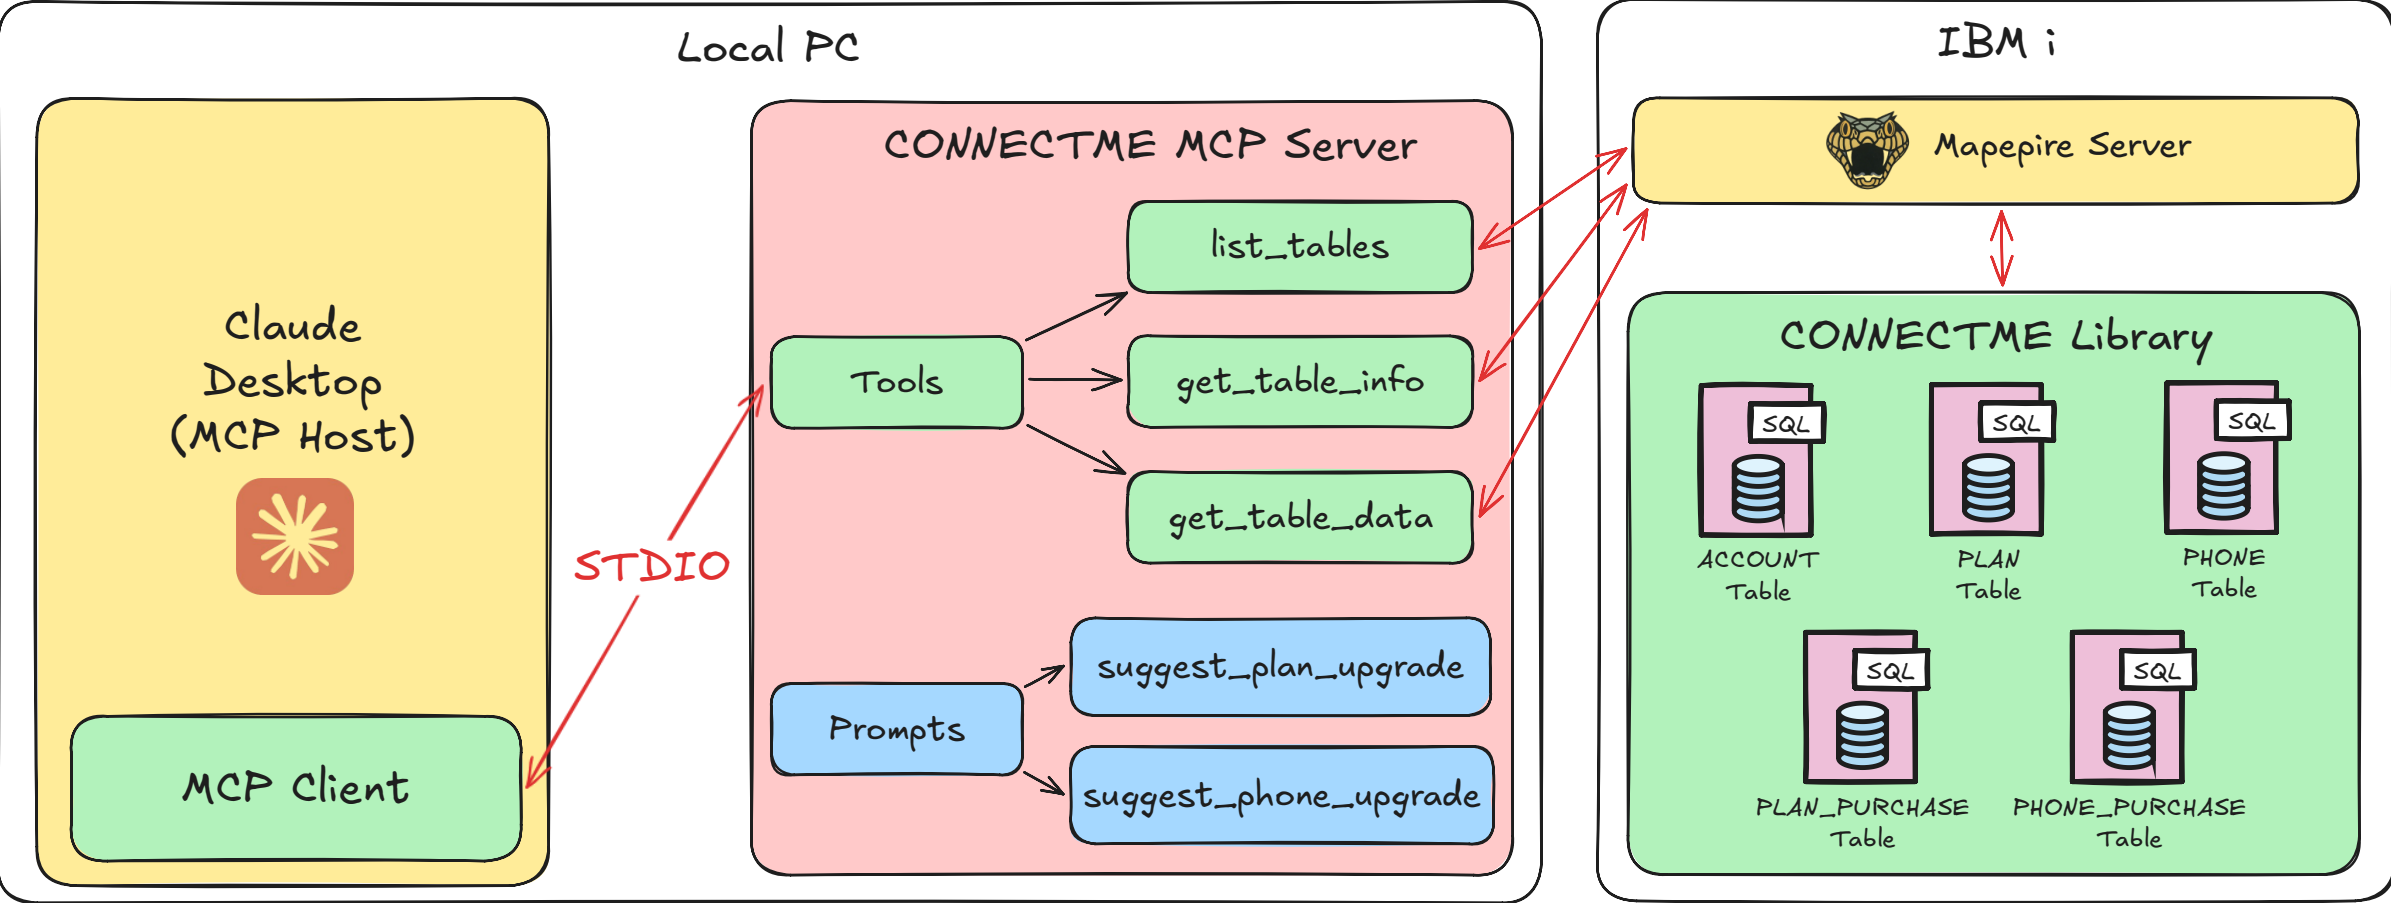 Local PC
Claude
Desktop
(MCP Host)
MCP Client
STDIO
CONNECTME MCP Server
Tools
list_tables
get_table_info
get_table_data
Prompts
suggest_plan_upgrade
suggest_phone_upgrade
IBM i
Mapepire Server
CONNECTME Library
SQL
ACCOUNT
Table
SQL
PLAN
Table
SQL
PHONE
Table
SQL
PLAN_PURCHASE
Table
SQL
PHONE_PURCHASE
Table